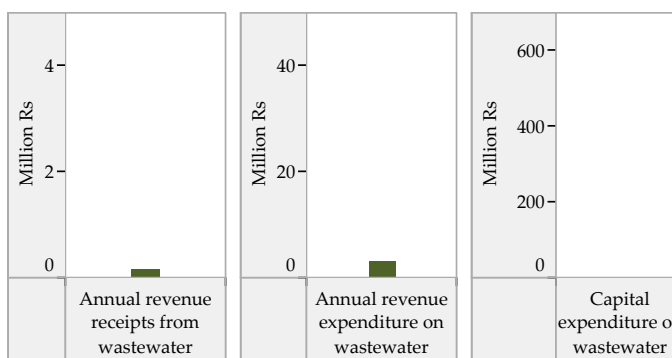 4
2
0
Million Rs
Annual revenue
receipts from
wastewater
40
20
0
Million Rs
Annual revenue
expenditure on
wastewater
600
400
200
0
Million Rs
Capital
expenditure o
wastewater